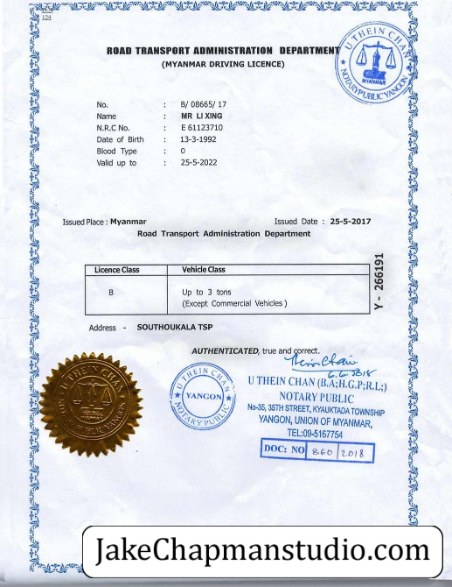 124
ROAD TRANSPORT ADMINISTRATION DEPARTMENT
(MYANMAR DRIVING LICENCE)
U THEIN CHAN
MYANMAR
NOTARY PUBLIC YANGON
No. : B/ 08665/ 17
Name : MR LI XING
N.R.C No. : E 61123710
Date of Birth : 13-3-1992
Blood Type : O
Valid up to : 25-5-2022
Issued Place : Myanmar Issued Date : 25-5-2017
Road Transport Administration Department
Y - 266191
Licence Class Vehicle Class
B Up to 3 tons
(Except Commercial Vehicles )
Address - SOUTHOUKALA TSP
AUTHENTICATED, true and correct.
Thein Chan
6.6.2018
U THEIN CHAN
NOTARY PUBLIC
U THEIN CHAN
YANGON
NOTARY PUBLIC
U THEIN CHAN (B.A;H.G.P;R.L;)
NOTARY PUBLIC
No-35, 35TH STREET, KYAUKTADA TOWNSHIP
YANGON, UNION OF MYANMAR,
TEL:09-5167754
DOC: NO 860 2018
JakeChapmanstudio.com